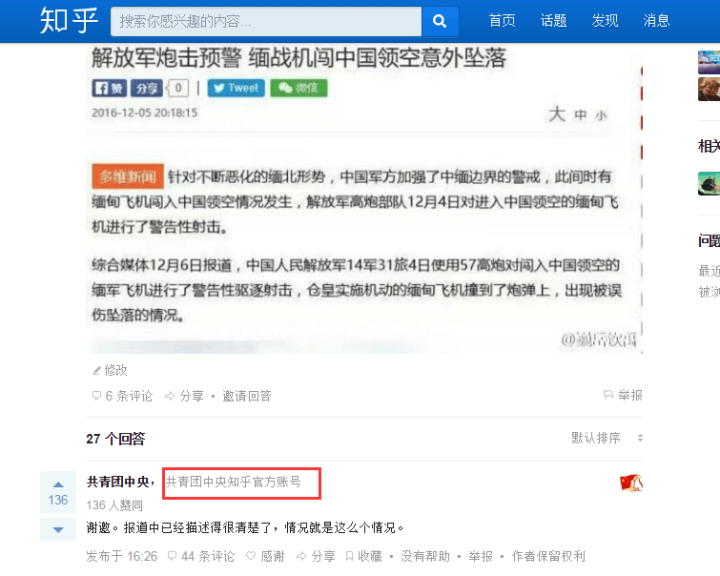 知乎 搜索你感兴趣的内容... 首页 话题 发现 消息
解放军炮击预警 缅战机闯中国领空意外坠落
赞 分享 0 | Tweet 微信
2016-12-05 20:18:15 大 中 小
多维新闻 针对不断恶化的缅北形势，中国军方加强了中缅边界的警戒，此间时有
缅甸飞机闯入中国领空情况发生，解放军高炮部队12月4日对进入中国领空的缅甸飞
机进行了警告性射击。
综合媒体12月6日报道，中国人民解放军14军31旅4日使用57高炮对闯入中国领空的
缅军飞机进行了警告性驱逐射击，仓皇实施机动的缅甸飞机撞到了炮弹上，出现被误
伤坠落的情况。
修改
6 条评论 分享 • 邀请回答 举报
27 个回答 默认排序
共青团中央，共青团中央知乎官方账号
136
136 人赞同
谢邀。报道中已经描述得很清楚了，情况就是这么个情况。
发布于 16:26 44 条评论 感谢 分享 收藏 • 没有帮助 • 举报 • 作者保留权利
相关
问题
最近